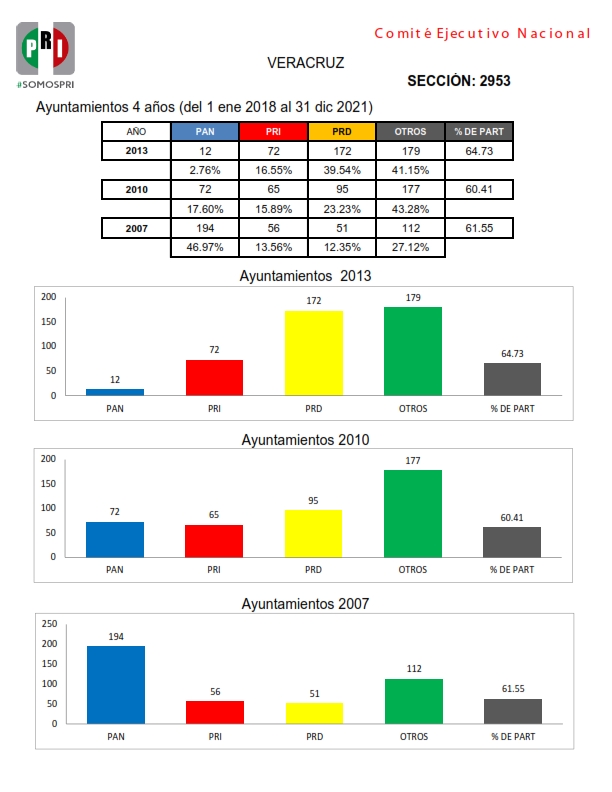 Comité Ejecutivo Nacional
PRI
#SOMOSPRI
VERACRUZ
SECCIÓN: 2953
Ayuntamientos 4 años (del 1 ene 2018 al 31 dic 2021)
AÑO PAN PRI PRD OTROS % DE PART
2013 12 72 172 179 64.73
2.76% 16.55% 39.54% 41.15%
2010 72 65 95 177 60.41
17.60% 15.89% 23.23% 43.28%
2007 194 56 51 112 61.55
46.97% 13.56% 12.35% 27.12%
Ayuntamientos 2013
200
150
100
50
0
12 72 172 179 64.73
PAN PRI PRD OTROS % DE PART
Ayuntamientos 2010
200
150
100
50
0
72 65 95 177 60.41
PAN PRI PRD OTROS % DE PART
Ayuntamientos 2007
250
200
150
100
50
0
194 56 51 112 61.55
PAN PRI PRD OTROS % DE PART